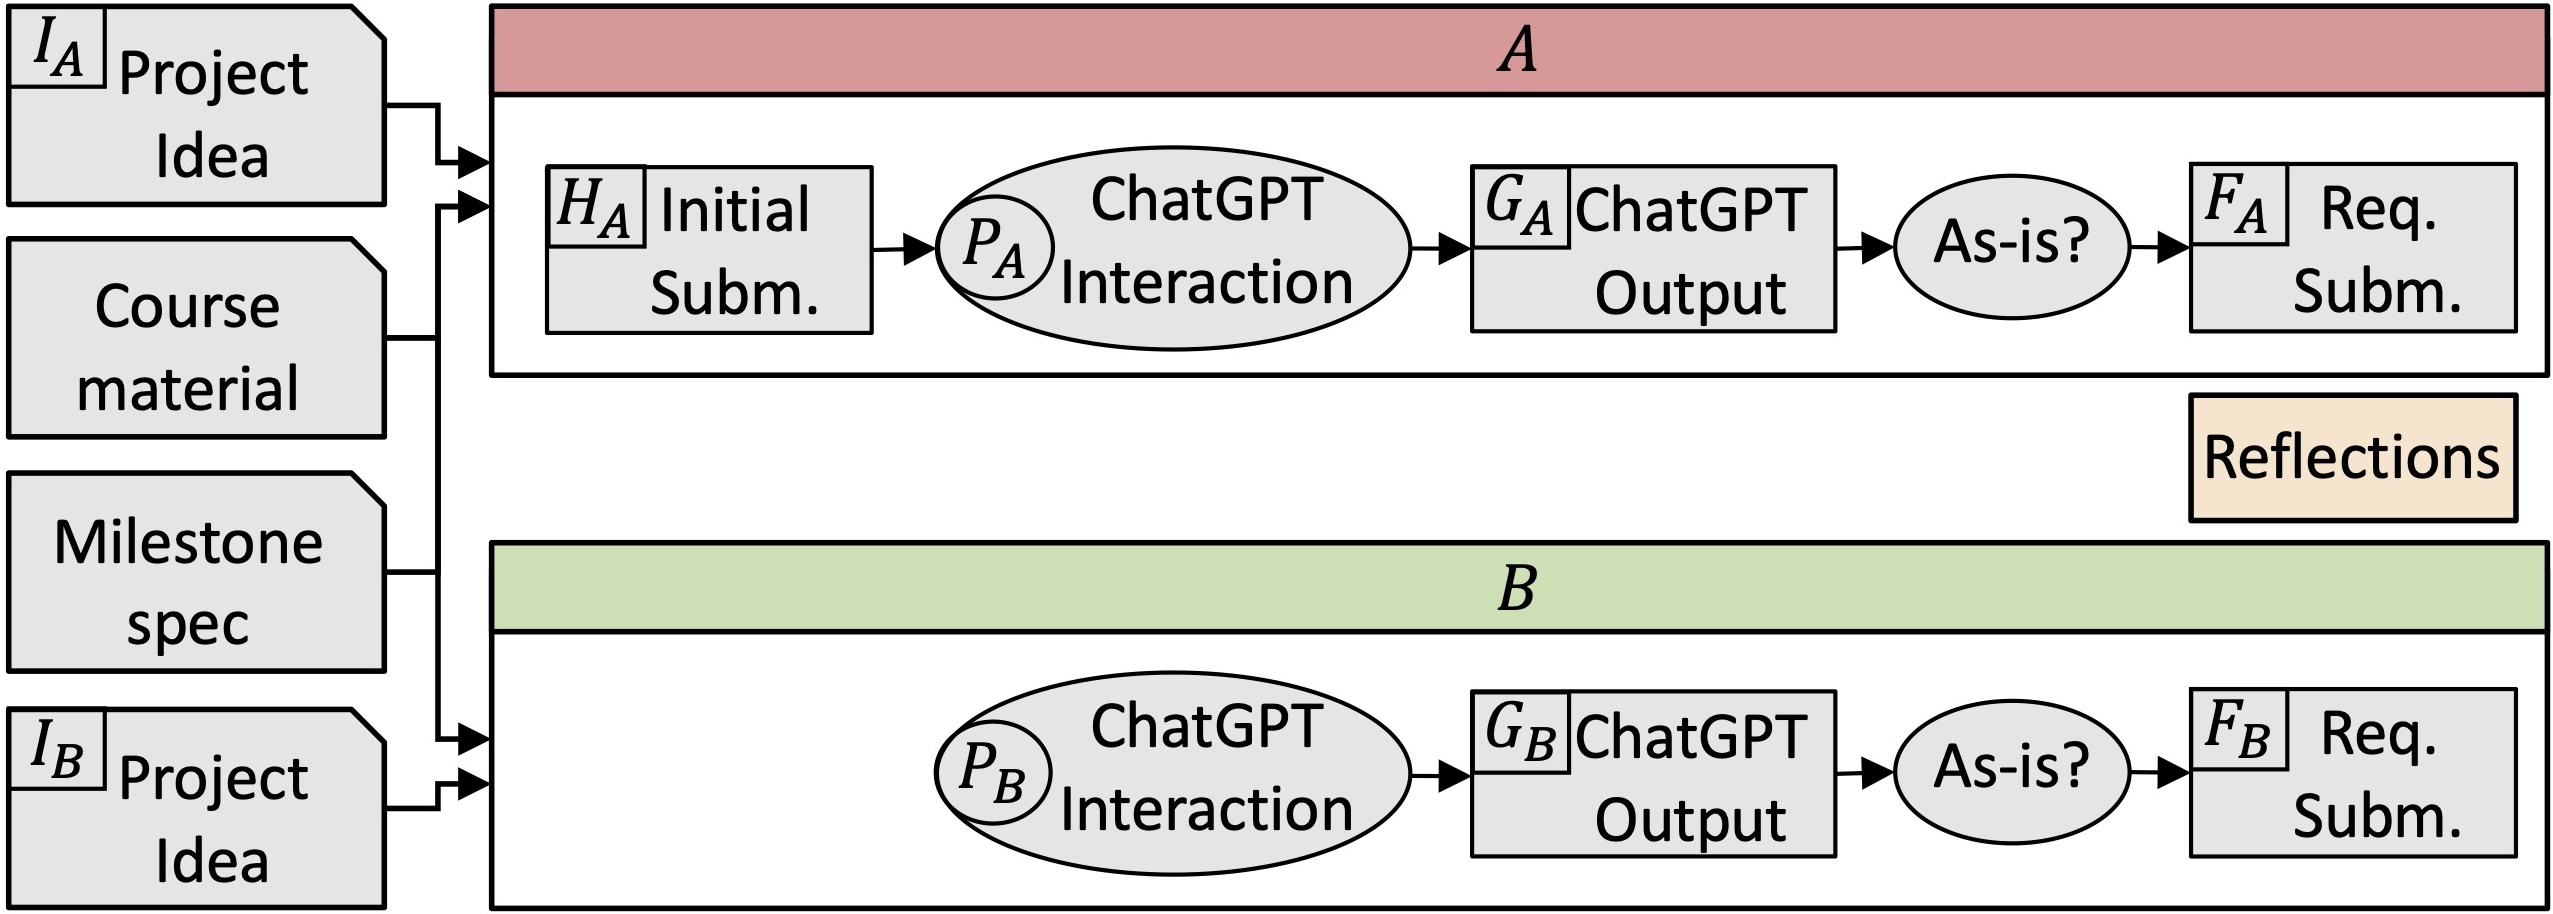 I_A Project
Idea
Course
material
Milestone
spec
I_B Project
Idea
A
H_A Initial
Subm.
P_A ChatGPT
Interaction
G_A ChatGPT
Output
As-is?
F_A Req.
Subm.
Reflections
B
P_B ChatGPT
Interaction
G_B ChatGPT
Output
As-is?
F_B Req.
Subm.